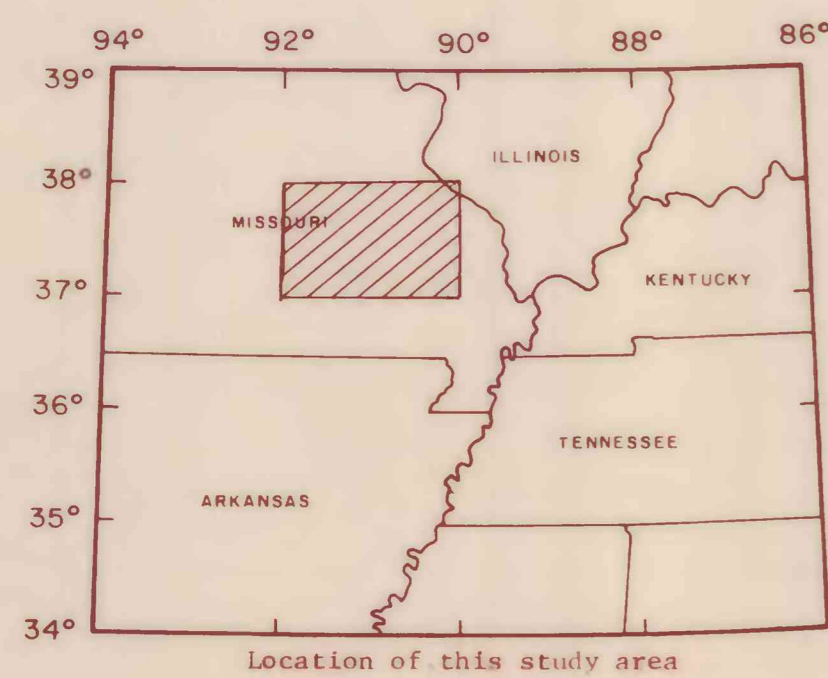 94° 92° 90° 88° 86°
39°
ILLINOIS
38°
MISSOURI
KENTUCKY
37°
36°
TENNESSEE
ARKANSAS
35°
34°
Location of this study area